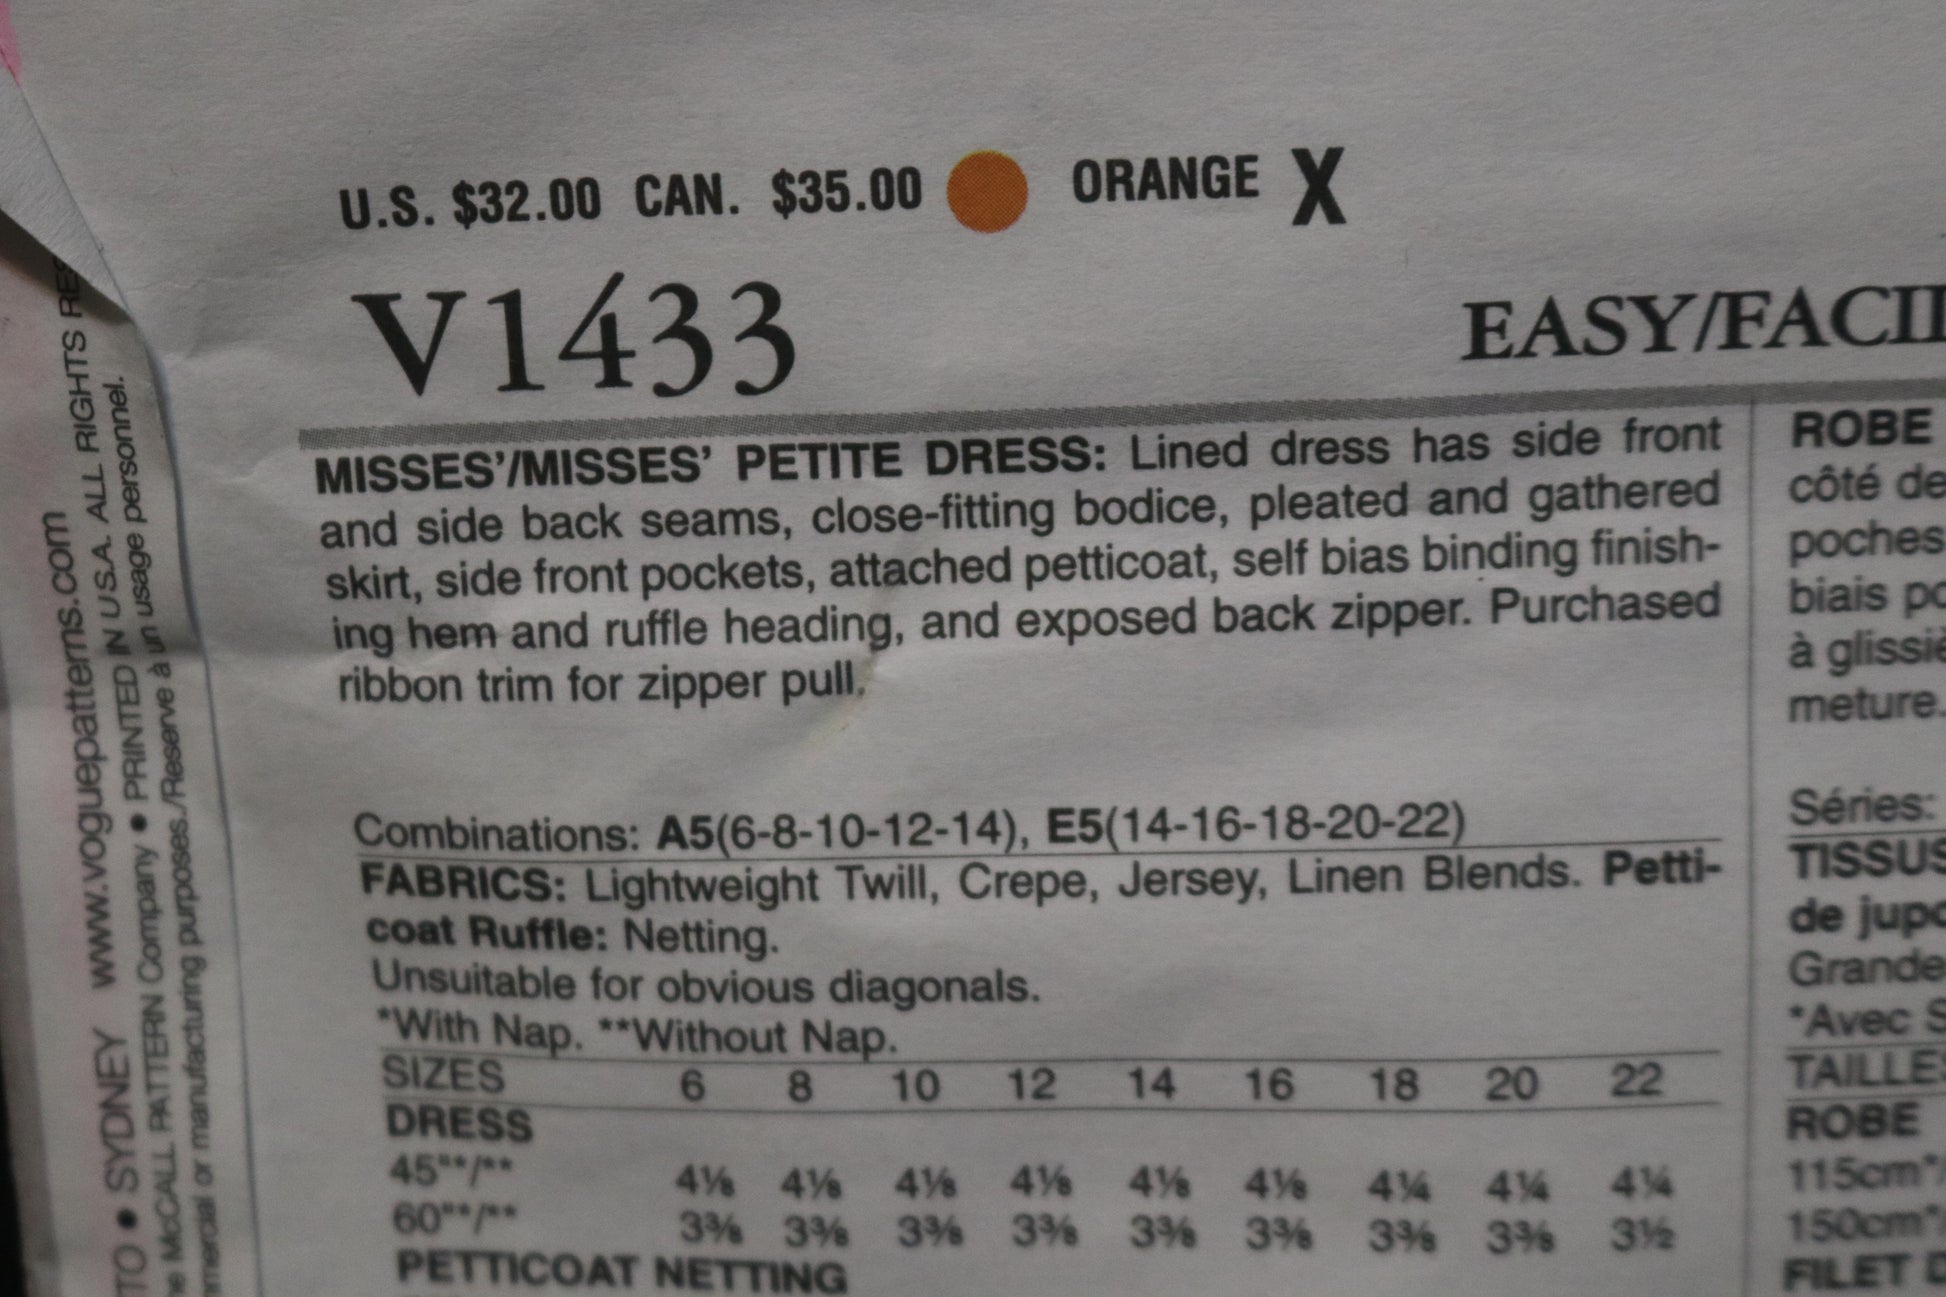 U.S. $32.00 CAN. $35.00 ORANGE X
V1433
EASY/FACIL
MISSES'/MISSES' PETITE DRESS: Lined dress has side front
and side back seams, close-fitting bodice, pleated and gathered
skirt, side front pockets, attached petticoat, self bias binding finish-
ing hem and ruffle heading, and exposed back zipper. Purchased
ribbon trim for zipper pull.
Combinations: A5(6-8-10-12-14), E5(14-16-18-20-22)
FABRICS: Lightweight Twill, Crepe, Jersey, Linen Blends. Petti-
coat Ruffle: Netting.
Unsuitable for obvious diagonals.
*With Nap. **Without Nap.
SIZES 6 8 10 12 14 16 18 20 22
DRESS
45"*/** 4⅛ 4⅛ 4⅛ 4⅛ 4⅛ 4⅛ 4¼ 4¼ 4¼
60"*/** 3⅜ 3⅜ 3⅜ 3⅜ 3⅜ 3⅜ 3⅜ 3⅜ 3½
PETTICOAT NETTING
ROBE
côté de
poches
biais po
à glissiè
meture.
Séries:
TISSUS
de jupo
Grande
*Avec S
TAILLES
ROBE
115cm*/
150cm*/
FILET D
TO • SYDNEY www.voguepatterns.com
e McCALL PATTERN Company • PRINTED IN U.S.A. ALL RIGHTS RES
mmercial or manufacturing purposes./Reserve à un usage personnel.